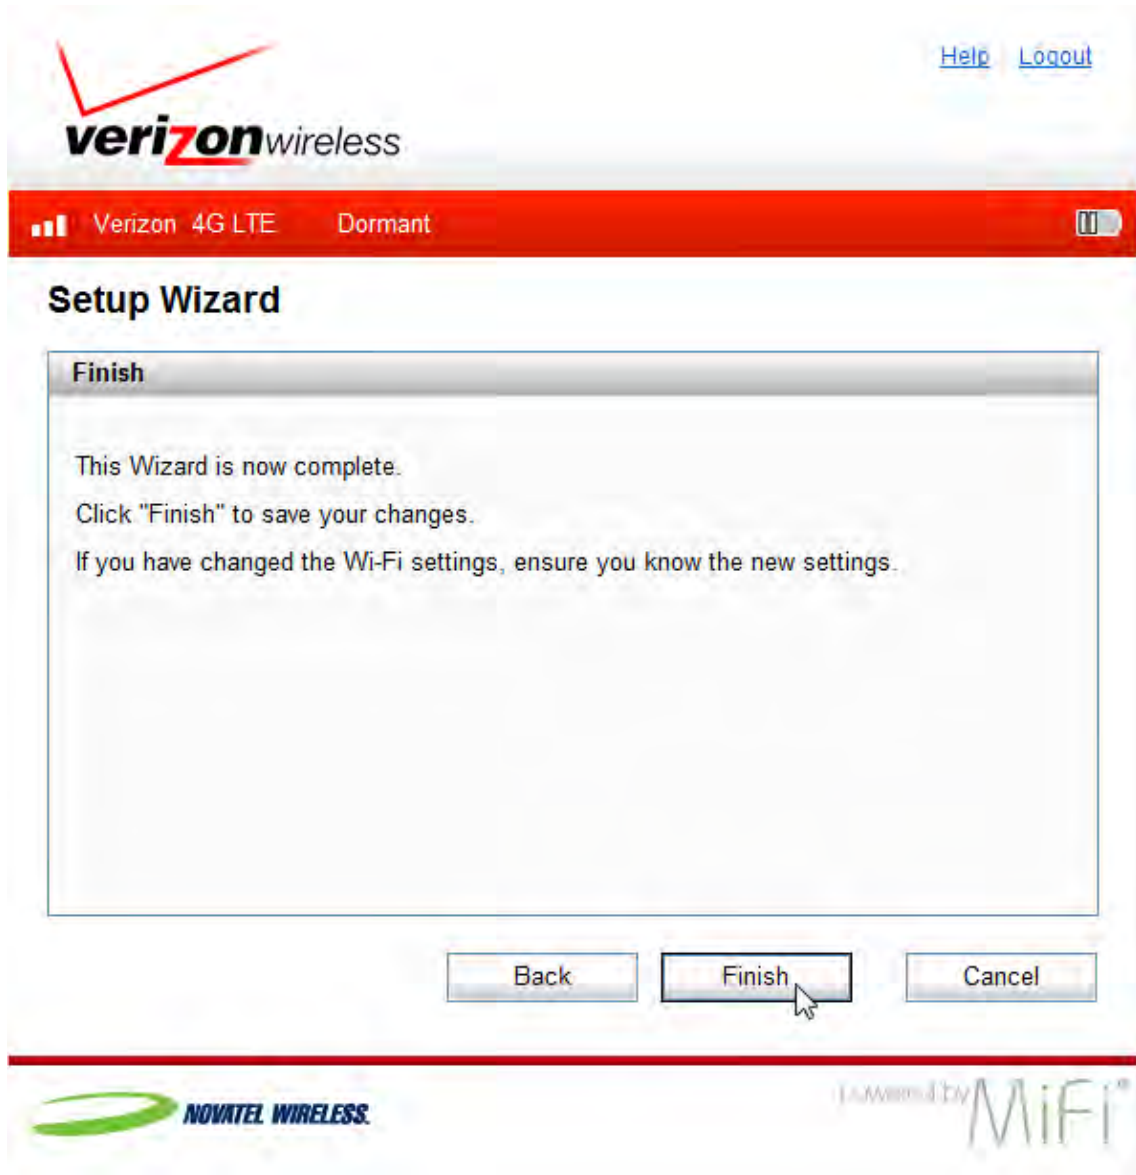 Help Logout
verizonwireless
Verizon 4G LTE Dormant
Setup Wizard
Finish
This Wizard is now complete.
Click "Finish" to save your changes.
If you have changed the Wi-Fi settings, ensure you know the new settings.
Back Finish Cancel
NOVATEL WIRELESS. powered by MiFi®